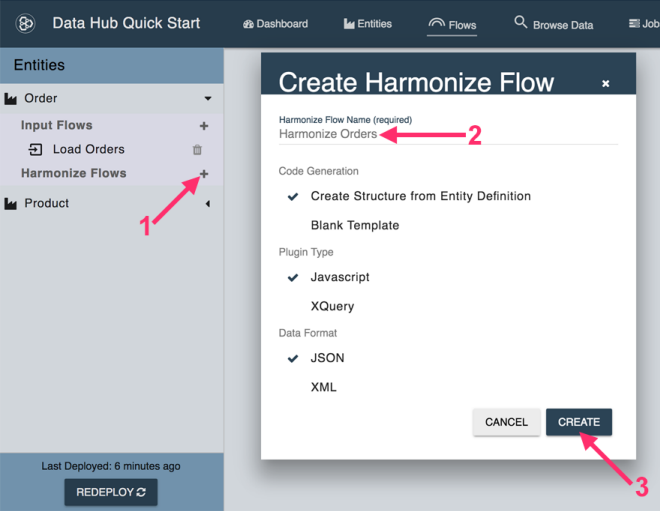 Data Hub Quick Start
Dashboard
Entities
Flows
Browse Data
Job
Entities
Order
Input Flows
Load Orders
Harmonize Flows
Product
1
Create Harmonize Flow
Harmonize Flow Name (required)
Harmonize Orders
2
Code Generation
Create Structure from Entity Definition
Blank Template
Plugin Type
Javascript
XQuery
Data Format
JSON
XML
CANCEL
CREATE
3
Last Deployed: 6 minutes ago
REDEPLOY